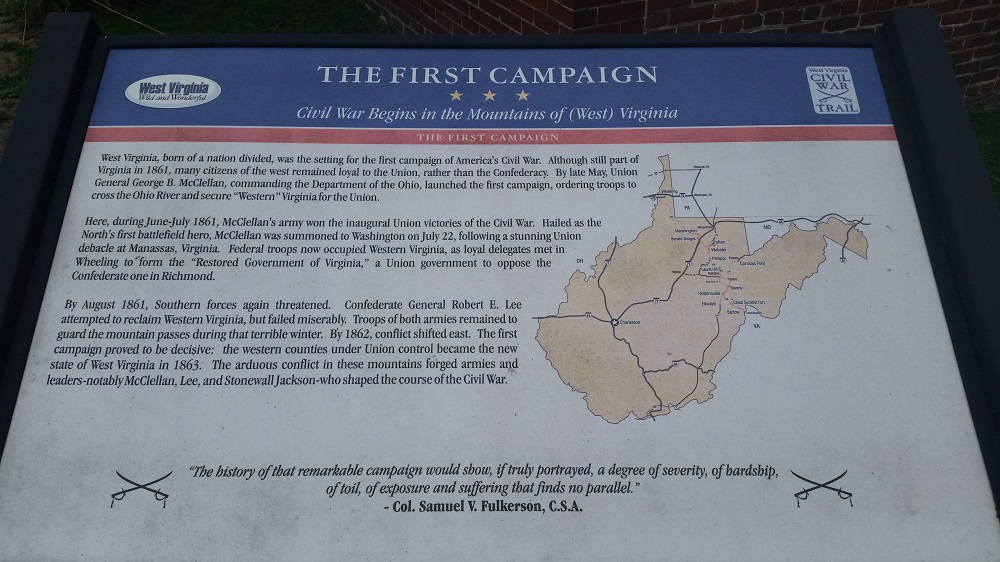 West Virginia
Wild and Wonderful
THE FIRST CAMPAIGN
Civil War Begins in the Mountains of (West) Virginia
West Virginia
CIVIL
WAR
TRAIL
THE FIRST CAMPAIGN
West Virginia, born of a nation divided, was the setting for the first campaign of America's Civil War. Although still part of
Virginia in 1861, many citizens of the west remained loyal to the Union, rather than the Confederacy. By late May, Union
General George B. McClellan, commanding the Department of the Ohio, launched the first campaign, ordering troops to
cross the Ohio River and secure "Western" Virginia for the Union.
Here, during June-July 1861, McClellan's army won the inaugural Union victories of the Civil War. Hailed as the
North's first battlefield hero, McClellan was summoned to Washington on July 22, following a stunning Union
debacle at Manassas, Virginia. Federal troops now occupied Western Virginia, as loyal delegates met in
Wheeling to form the "Restored Government of Virginia," a Union government to oppose the
Confederate one in Richmond.
By August 1861, Southern forces again threatened. Confederate General Robert E. Lee
attempted to reclaim Western Virginia, but failed miserably. Troops of both armies remained to
guard the mountain passes during that terrible winter. By 1862, conflict shifted east. The first
campaign proved to be decisive: the western counties under Union control became the new
state of West Virginia in 1863. The arduous conflict in these mountains forged armies and
leaders-notably McClellan, Lee, and Stonewall Jackson-who shaped the course of the Civil War.
Wheeling
PA
MD
OH
Mannington
Grafton
Webster
Philippi
Corricks Ford
Beverly
Huttonsville
Elkwater
Cheat Summit Fort
Bartow
VA
Charleston
"The history of that remarkable campaign would show, if truly portrayed, a degree of severity, of hardship,
of toil, of exposure and suffering that finds no parallel."
- Col. Samuel V. Fulkerson, C.S.A.